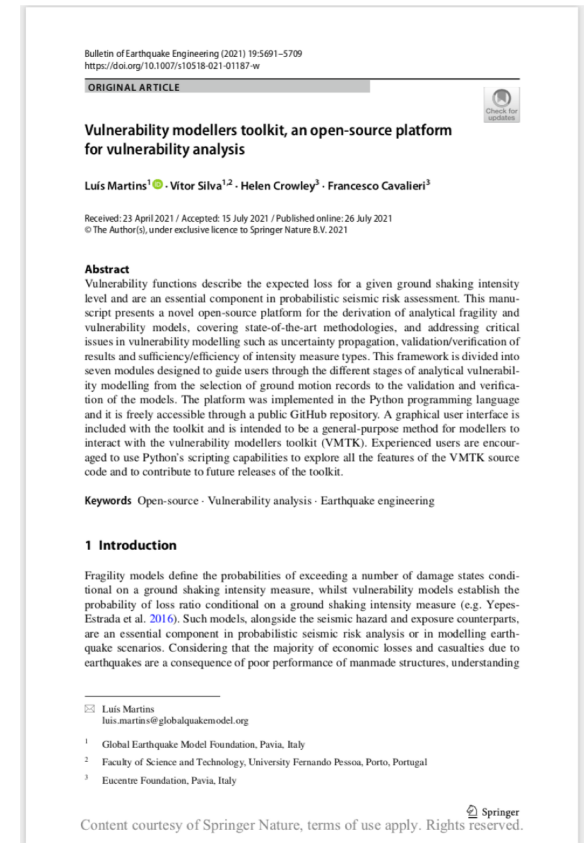 Bulletin of Earthquake Engineering (2021) 19:5691–5709
https://doi.org/10.1007/s10518-021-01187-w
ORIGINAL ARTICLE
Check for
updates
Vulnerability modellers toolkit, an open-source platform
for vulnerability analysis
Luís Martins1 · Vítor Silva1,2 · Helen Crowley3 · Francesco Cavalieri3
Received: 23 April 2021 / Accepted: 15 July 2021 / Published online: 26 July 2021
© The Author(s), under exclusive licence to Springer Nature B.V. 2021
Abstract
Vulnerability functions describe the expected loss for a given ground shaking intensity
level and are an essential component in probabilistic seismic risk assessment. This manu-
script presents a novel open-source platform for the derivation of analytical fragility and
vulnerability models, covering state-of-the-art methodologies, and addressing critical
issues in vulnerability modelling such as uncertainty propagation, validation/verification of
results and sufficiency/efficiency of intensity measure types. This framework is divided into
seven modules designed to guide users through the different stages of analytical vulnerabil-
ity modelling from the selection of ground motion records to the validation and verifica-
tion of the models. The platform was implemented in the Python programming language
and it is freely accessible through a public GitHub repository. A graphical user interface is
included with the toolkit and is intended to be a general-purpose method for modellers to
interact with the vulnerability modellers toolkit (VMTK). Experienced users are encour-
aged to use Python's scripting capabilities to explore all the features of the VMTK source
code and to contribute to future releases of the toolkit.
Keywords Open-source · Vulnerability analysis · Earthquake engineering
1 Introduction
Fragility models define the probabilities of exceeding a number of damage states condi-
tional on a ground shaking intensity measure, whilst vulnerability models establish the
probability of loss ratio conditional on a ground shaking intensity measure (e.g. Yepes-
Estrada et al. 2016). Such models, alongside the seismic hazard and exposure counterparts,
are an essential component in probabilistic seismic risk analysis or in modelling earth-
quake scenarios. Considering that the majority of economic losses and casualties due to
earthquakes are a consequence of poor performance of manmade structures, understanding
Luís Martins
luis.martins@globalquakemodel.org
1 Global Earthquake Model Foundation, Pavia, Italy
2 Faculty of Science and Technology, University Fernando Pessoa, Porto, Portugal
3 Eucentre Foundation, Pavia, Italy
Springer
Content courtesy of Springer Nature, terms of use apply. Rights reserved.